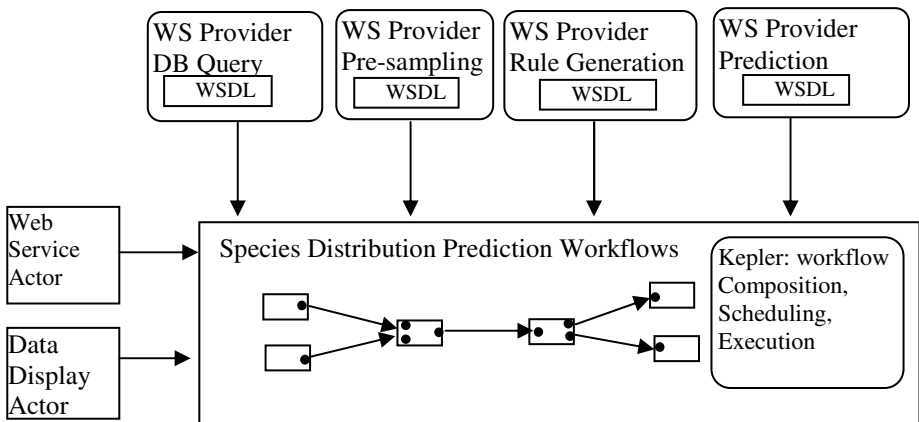 WS Provider
DB Query
WSDL
WS Provider
Pre-sampling
WSDL
WS Provider
Rule Generation
WSDL
WS Provider
Prediction
WSDL
Web
Service
Actor
Data
Display
Actor
Species Distribution Prediction Workflows
Kepler: workflow
Composition,
Scheduling,
Execution